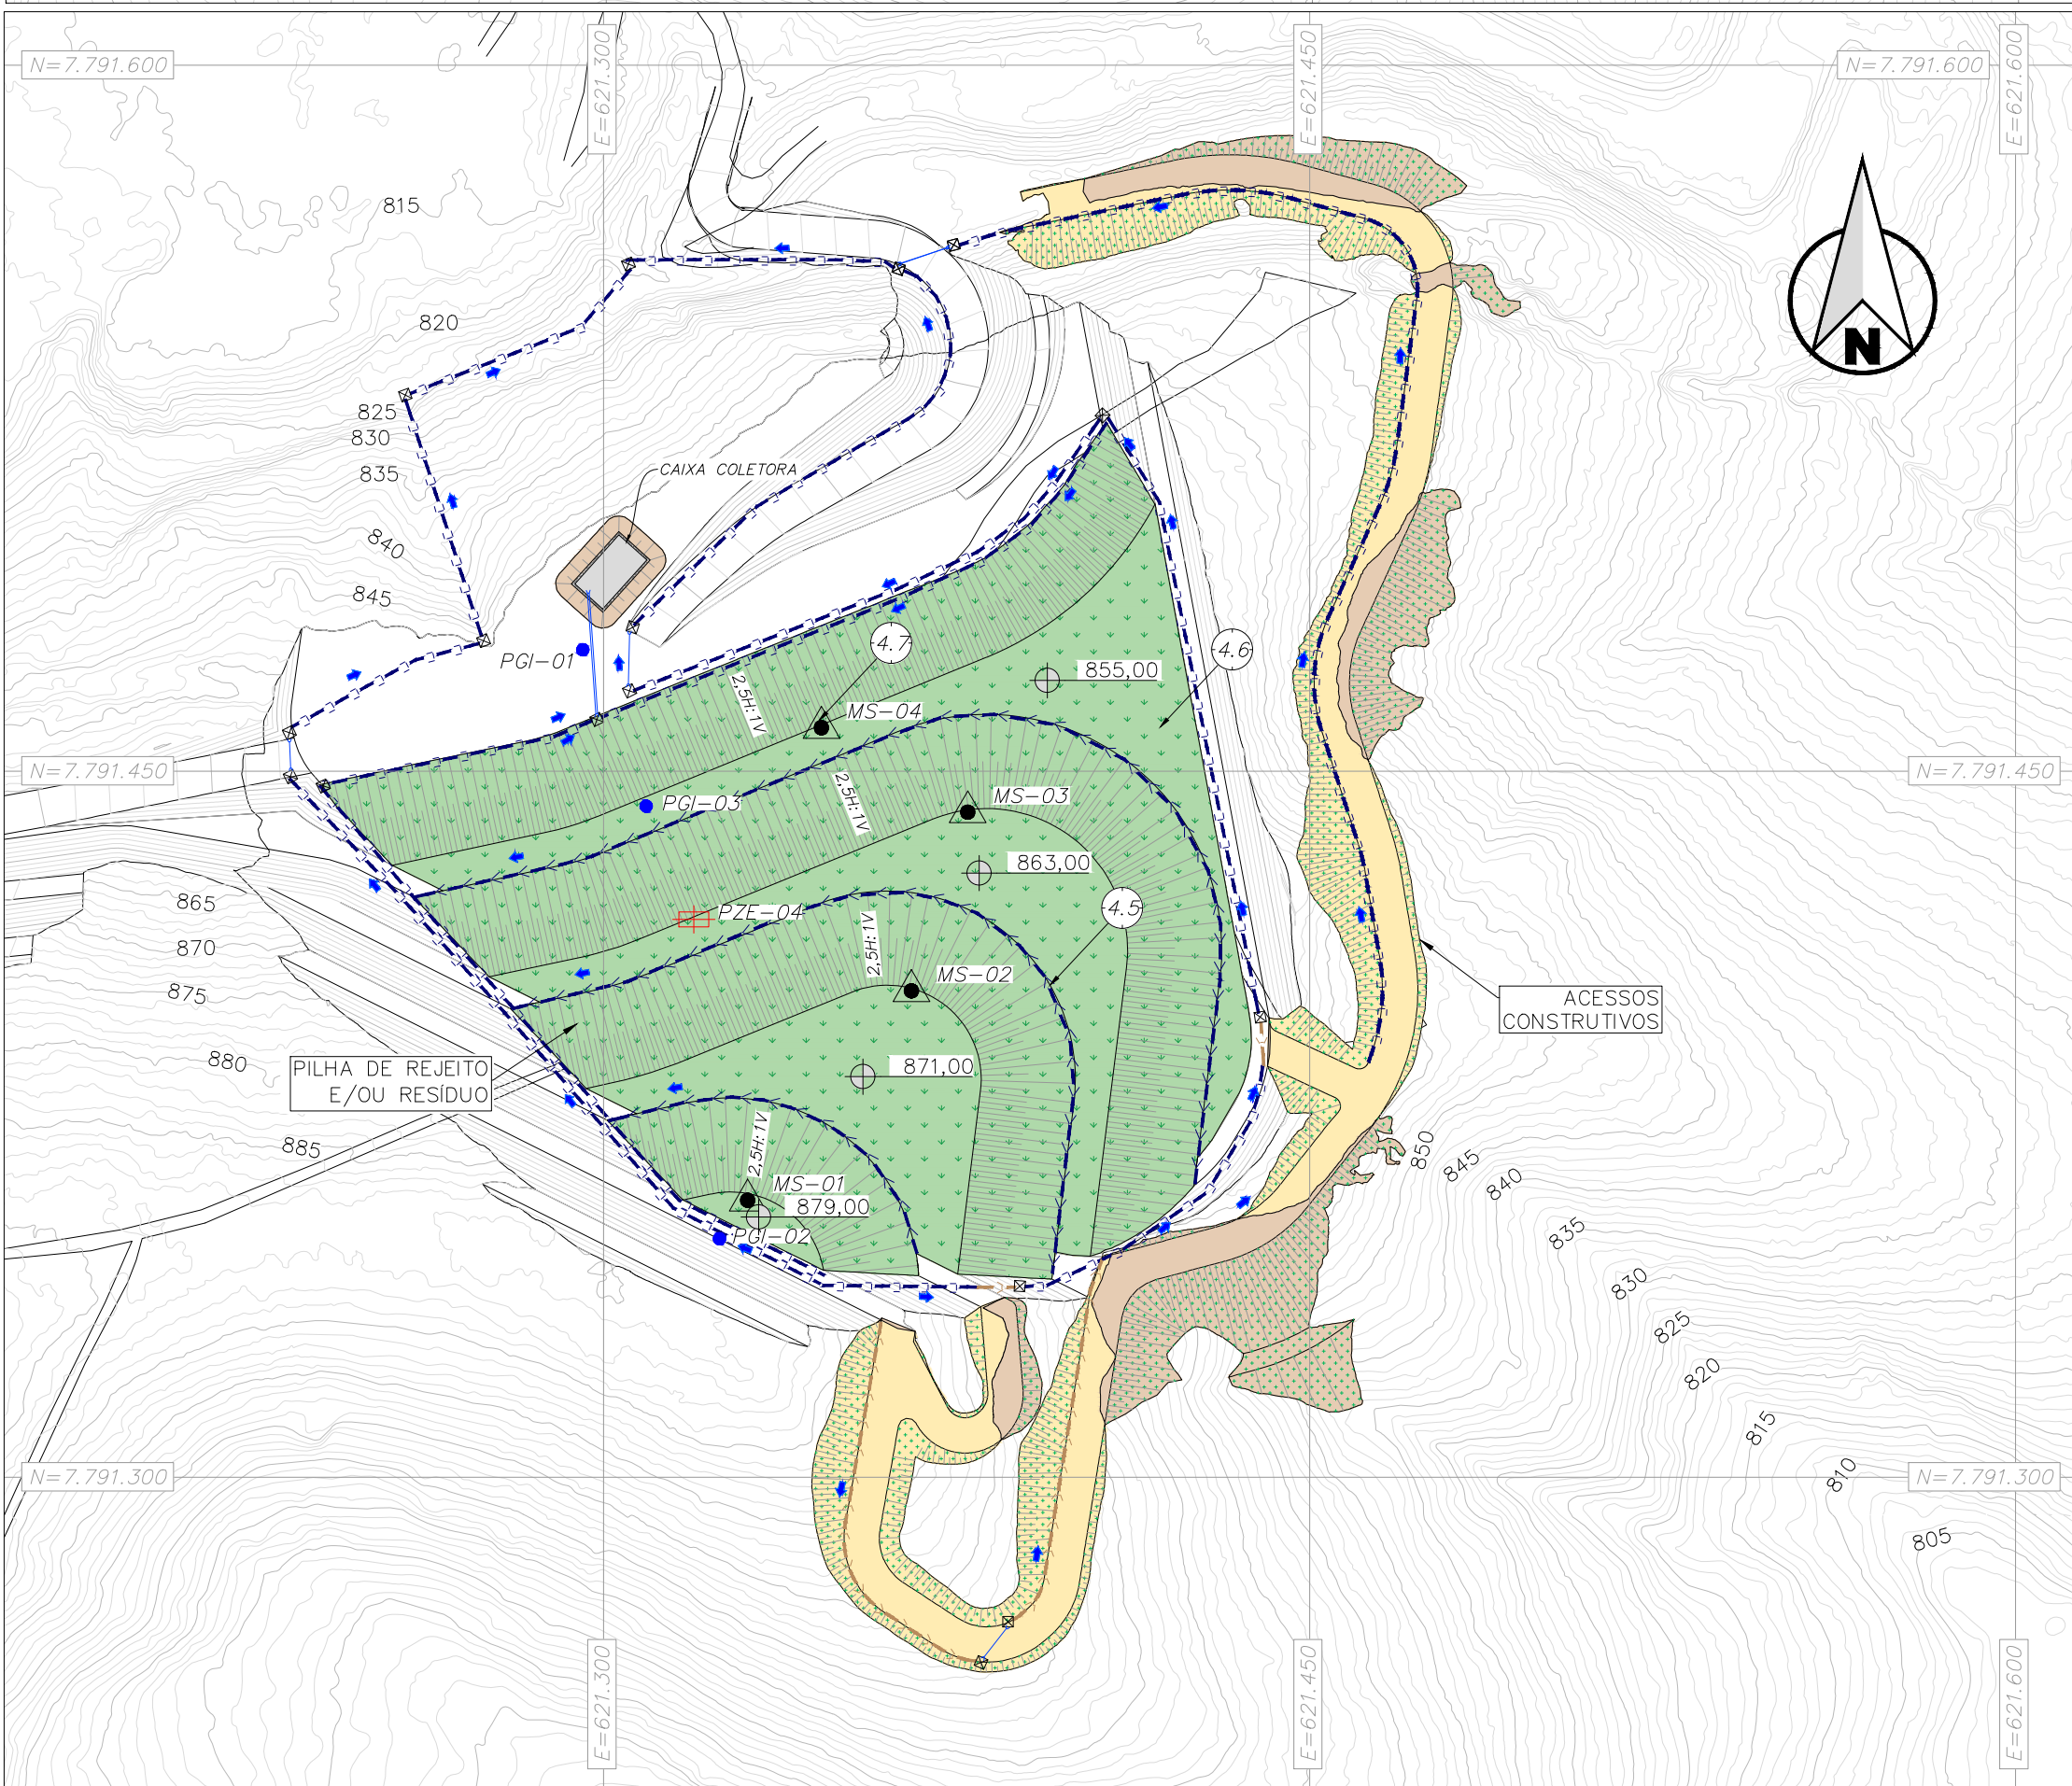 E=621.300
E=621.450
E=621.600
N=7.791.600
N=7.791.600
815
820
825
830
835
840
845
CAIXA COLETORA
N
PGI-01
4.7
4.6
855,00
2,5H:1V
MS-04
N=7.791.450
N=7.791.450
PGI-03
2,5H:1V
MS-03
863,00
865
870
875
880
885
PZE-04
2,5H:1V
4.5
MS-02
871,00
ACESSOS
CONSTRUTIVOS
PILHA DE REJEITO
E/OU RESÍDUO
2,5H:1V
MS-01
879,00
PGI-02
850
845
840
835
830
825
820
815
810
805
N=7.791.300
N=7.791.300
E=621.300
E=621.450
E=621.600